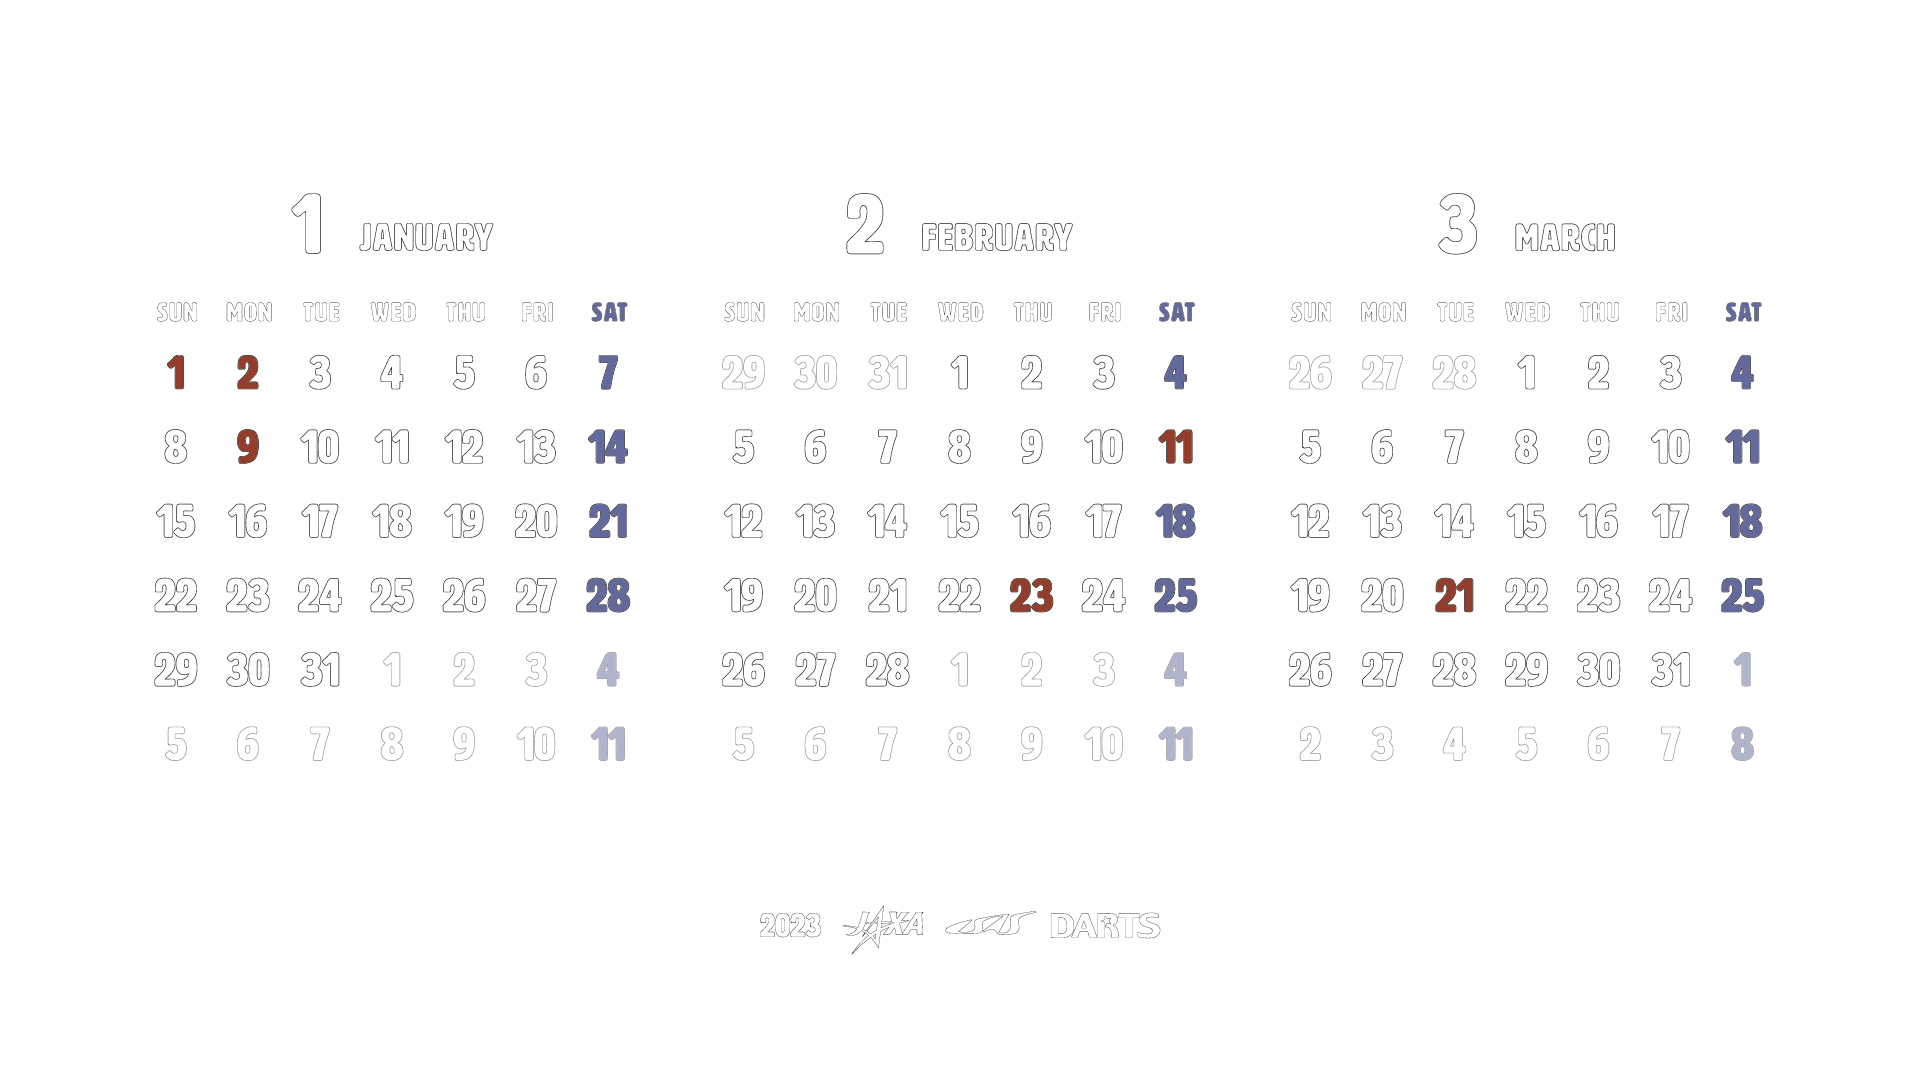 1 JANUARY
SUN MON TUE WED THU FRI SAT
1 2 3 4 5 6 7
8 9 10 11 12 13 14
15 16 17 18 19 20 21
22 23 24 25 26 27 28
29 30 31 1 2 3 4
5 6 7 8 9 10 11
2 FEBRUARY
SUN MON TUE WED THU FRI SAT
29 30 31 1 2 3 4
5 6 7 8 9 10 11
12 13 14 15 16 17 18
19 20 21 22 23 24 25
26 27 28 1 2 3 4
5 6 7 8 9 10 11
3 MARCH
SUN MON TUE WED THU FRI SAT
26 27 28 1 2 3 4
5 6 7 8 9 10 11
12 13 14 15 16 17 18
19 20 21 22 23 24 25
26 27 28 29 30 31 1
2 3 4 5 6 7 8
2023 JAXA ISAS DARTS